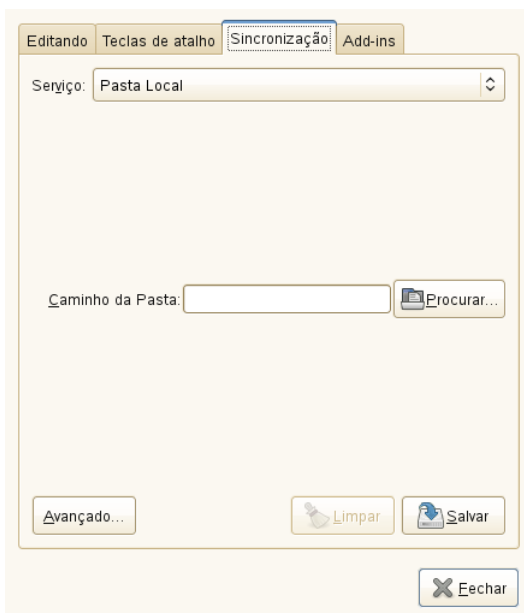 Editando Teclas de atalho Sincronização Add-ins
Serviço: Pasta Local
Caminho da Pasta: Procurar...
Avançado... Limpar Salvar
Fechar